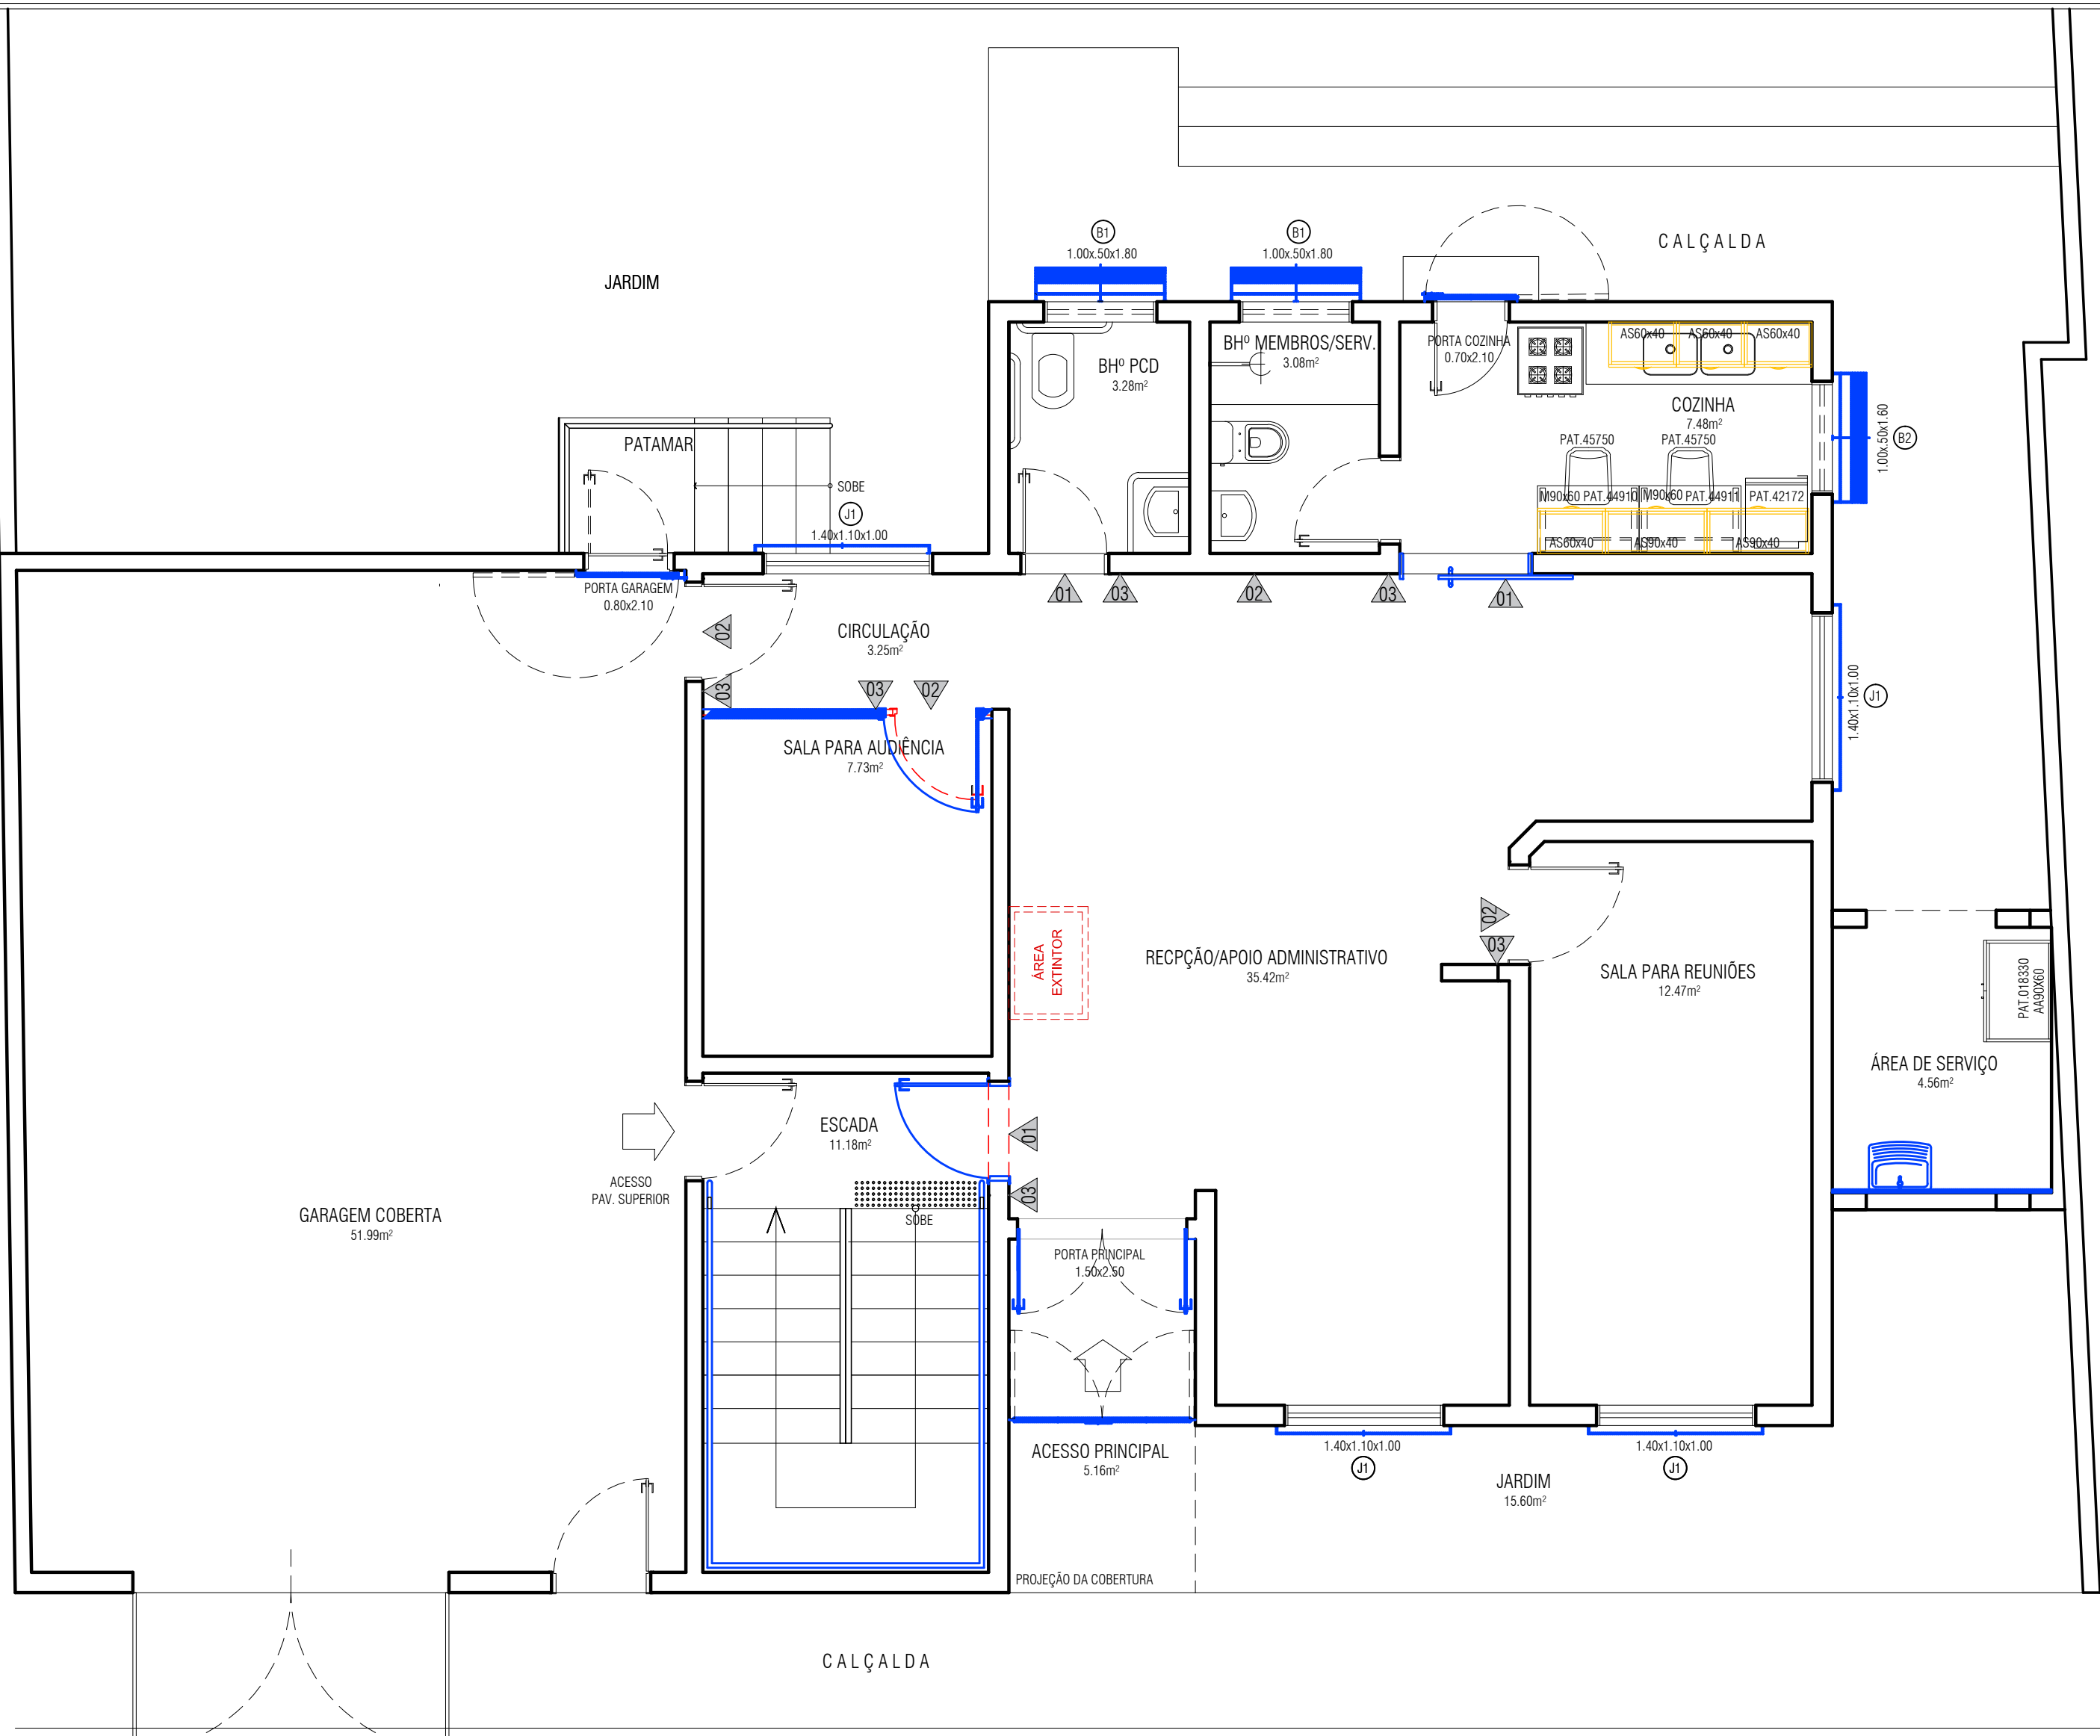 B1
1.00x.50x1.80
B1
1.00x.50x1.80
CALÇALDA
JARDIM
BHº PCD
3.28m²
BHº MEMBROS/SERV.
3.08m²
PORTA COZINHA
0.70x2.10
AS60x40
AS60x40
AS60x40
COZINHA
7.48m²
PAT.45750
PAT.45750
M90x60 PAT.44910
M90x60 PAT.44911
PAT.42172
AS60x40
AS90x40
AS90x40
1.00x.50x1.60
B2
PATAMAR
SOBE
J1
1.40x1.10x1.00
PORTA GARAGEM
0.80x2.10
01
03
02
03
01
02
03
CIRCULAÇÃO
3.25m²
03
02
1.40x1.10x1.00
J1
SALA PARA AUDIÊNCIA
7.73m²
ÁREA
EXTINTOR
RECPÇÃO/APOIO ADMINISTRATIVO
35.42m²
02
03
SALA PARA REUNIÕES
12.47m²
PAT.018330
AA90X60
ÁREA DE SERVIÇO
4.56m²
ESCADA
11.18m²
01
03
ACESSO
PAV. SUPERIOR
SOBE
GARAGEM COBERTA
51.99m²
PORTA PRINCIPAL
1.50x2.50
ACESSO PRINCIPAL
5.16m²
1.40x1.10x1.00
J1
1.40x1.10x1.00
J1
JARDIM
15.60m²
PROJEÇÃO DA COBERTURA
CALÇALDA